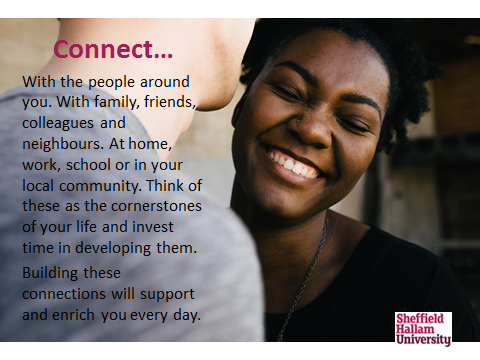 Connect...
With the people around
you. With family, friends,
colleagues and
neighbours. At home,
work, school or in your
local community. Think of
these as the cornerstones
of your life and invest
time in developing them.
Building these
connections will support
and enrich you every day.
Sheffield
Hallam
University